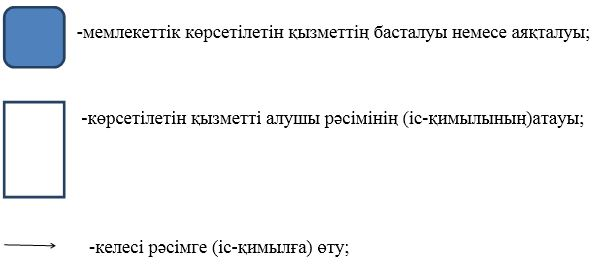 -мемлекеттік көрсетілетін қызметтің басталуы немесе аяқталуы;
-көрсетілетін қызметті алушы рәсімінің (іс-қимылының)атауы;
-келесі рәсімге (іс-қимылға) өту;